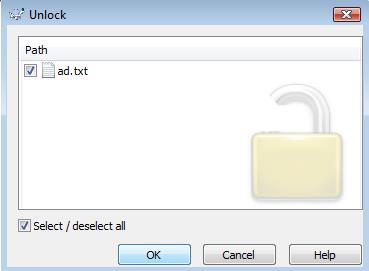 Unlock
Path
ad.txt
Select / deselect all
OK Cancel Help